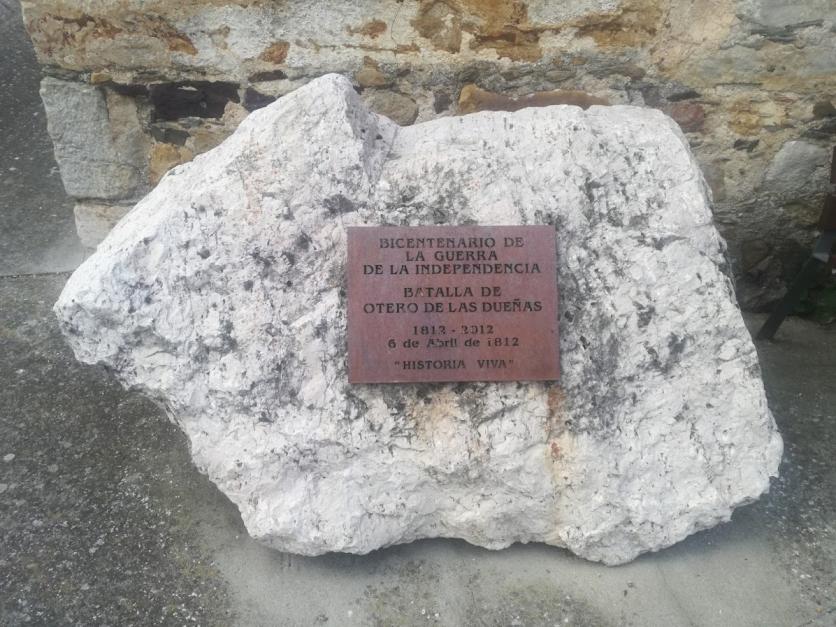 BICENTENARIO DE
LA GUERRA
DE LA INDEPENDENCIA
BATALLA DE
OTERO DE LAS DUEÑAS
1812 - 2012
6 de Abril de 1812
"HISTORIA VIVA"